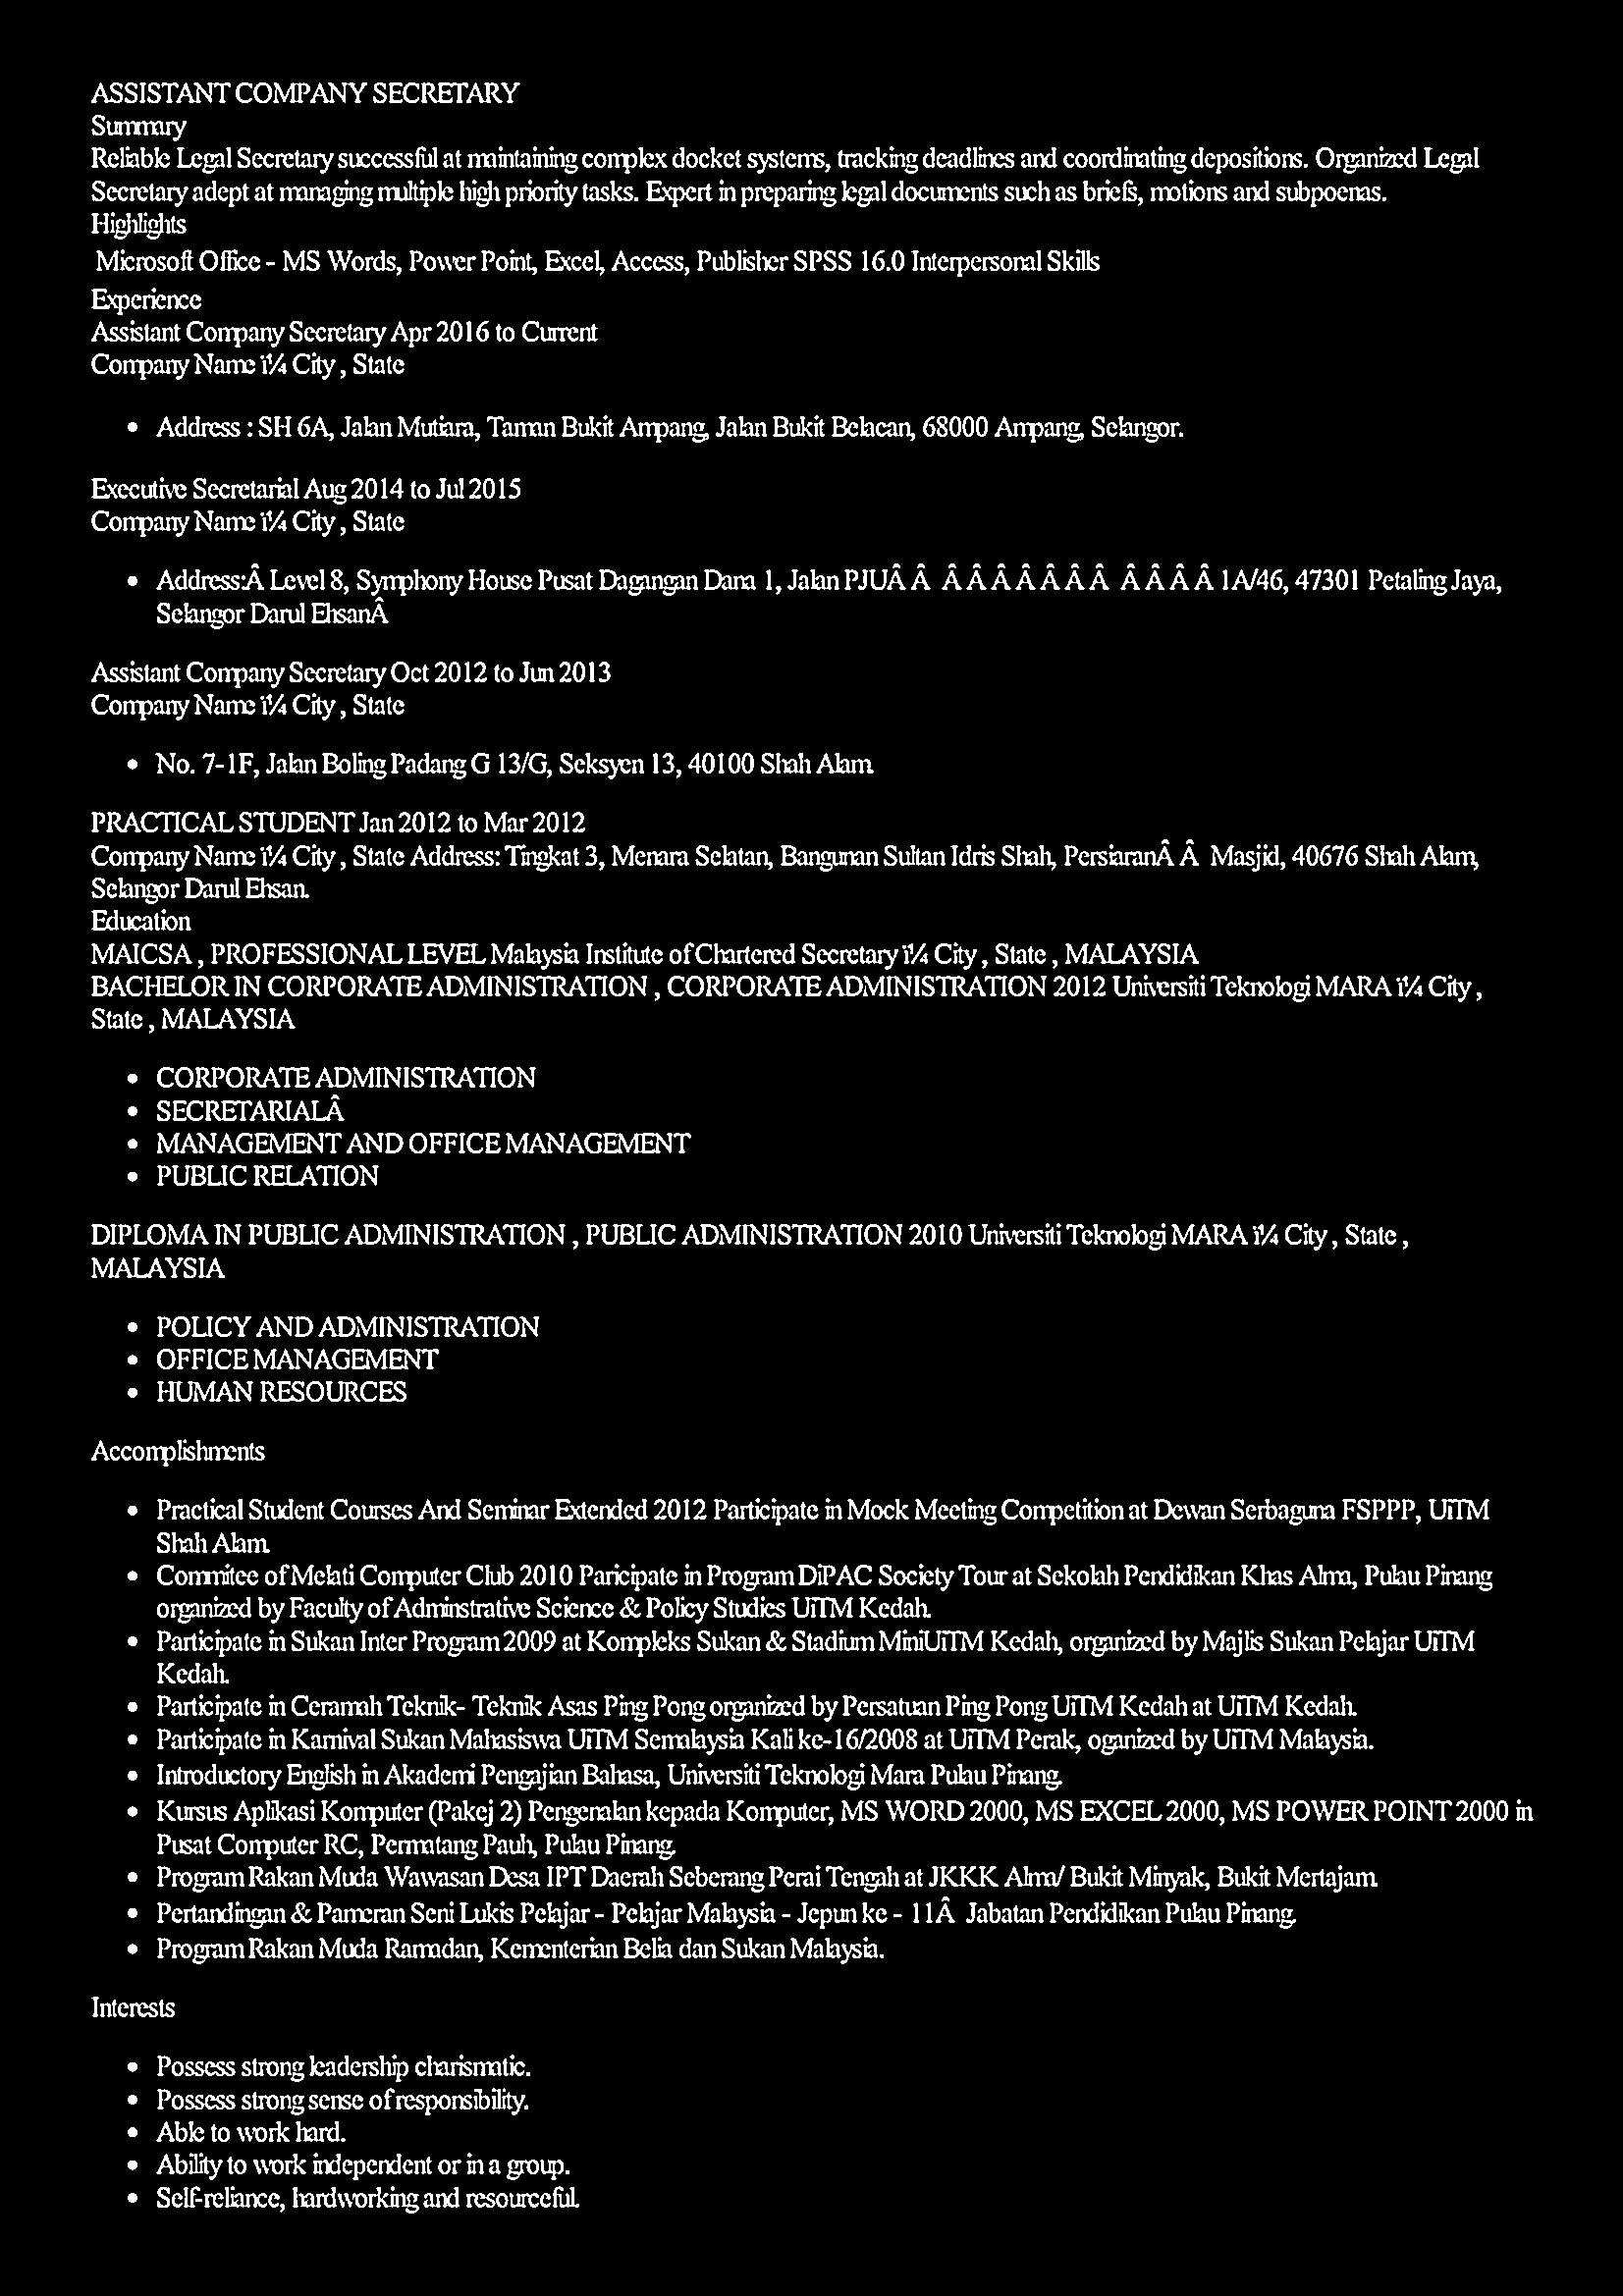 ASSISTANT COMPANY SECRETARY
Summary
Reliable Legal Secretary successful at maintaining complex docket systems, tracking deadlines and coordinating depositions. Organized Legal
Secretary adept at managing multiple high priority tasks. Expert in preparing legal documents such as briefs, motions and subpoenas.
Highlights
Microsoft Office - MS Words, Power Point, Excel, Access, Publisher SPSS 16.0 Interpersonal Skills
Experience
Assistant Company Secretary Apr 2016 to Current
Company Name ï¼ City , State
• Address : SH 6A, Jalan Mutiara, Taman Bukit Ampang, Jalan Bukit Belacan, 68000 Ampang, Selangor.
Executive Secretarial Aug 2014 to Jul 2015
Company Name ï¼ City , State
• Address:Â Level 8, Symphony House Pusat Dagangan Dana 1, Jalan PJUÂ Â  Â Â Â Â Â Â Â  Â Â Â Â 1A/46, 47301 Petaling Jaya,
Selangor Darul EhsanÂ
Assistant Company Secretary Oct 2012 to Jun 2013
Company Name ï¼ City , State
• No. 7-1F, Jalan Boling Padang G 13/G, Seksyen 13, 40100 Shah Alam.
PRACTICAL STUDENT Jan 2012 to Mar 2012
Company Name ï¼ City , State Address: Tingkat 3, Menara Selatan, Bangunan Sultan Idris Shah, PersiaranÂ Â  Masjid, 40676 Shah Alam,
Selangor Darul Ehsan.
Education
MAICSA , PROFESSIONAL LEVEL Malaysia Institute of Chartered Secretary ï¼ City , State , MALAYSIA
BACHELOR IN CORPORATE ADMINISTRATION , CORPORATE ADMINISTRATION 2012 Universiti Teknologi MARA ï¼ City ,
State , MALAYSIA
• CORPORATE ADMINISTRATION
• SECRETARIALÂ
• MANAGEMENT AND OFFICE MANAGEMENT
• PUBLIC RELATION
DIPLOMA IN PUBLIC ADMINISTRATION , PUBLIC ADMINISTRATION 2010 Universiti Teknologi MARA ï¼ City , State ,
MALAYSIA
• POLICY AND ADMINISTRATION
• OFFICE MANAGEMENT
• HUMAN RESOURCES
Accomplishments
• Practical Student Courses And Seminar Extended 2012 Participate in Mock Meeting Competition at Dewan Serbaguna FSPPP, UiTM
Shah Alam.
• Commitee of Melati Computer Club 2010 Paricipate in Program DiPAC Society Tour at Sekolah Pendidikan Khas Alma, Pulau Pinang
organized by Faculty of Adminstrative Science & Policy Studies UiTM Kedah.
• Participate in Sukan Inter Program 2009 at Kompleks Sukan & Stadium MiniUiTM Kedah, organized by Majlis Sukan Pelajar UiTM
Kedah.
• Participate in Ceramah Teknik- Teknik Asas Ping Pong organized by Persatuan Ping Pong UiTM Kedah at UiTM Kedah.
• Participate in Karnival Sukan Mahasiswa UiTM Semalaysia Kali ke-16/2008 at UiTM Perak, oganized by UiTM Malaysia.
• Introductory English in Akademi Pengajian Bahasa, Universiti Teknologi Mara Pulau Pinang.
• Kursus Aplikasi Komputer (Pakej 2) Pengenalan kepada Komputer, MS WORD 2000, MS EXCEL 2000, MS POWER POINT 2000 in
Pusat Computer RC, Permatang Pauh, Pulau Pinang.
• Program Rakan Muda Wawasan Desa IPT Daerah Seberang Perai Tengah at JKKK Alma/ Bukit Minyak, Bukit Mertajam.
• Pertandingan & Pameran Seni Lukis Pelajar - Pelajar Malaysia - Jepun ke - 11Â  Jabatan Pendidikan Pulau Pinang.
• Program Rakan Muda Ramadan, Kementerian Belia dan Sukan Malaysia.
Interests
• Possess strong leadership charismatic.
• Possess strong sense of responsibility.
• Able to work hard.
• Ability to work independent or in a group.
• Self-reliance, hardworking and resourceful.